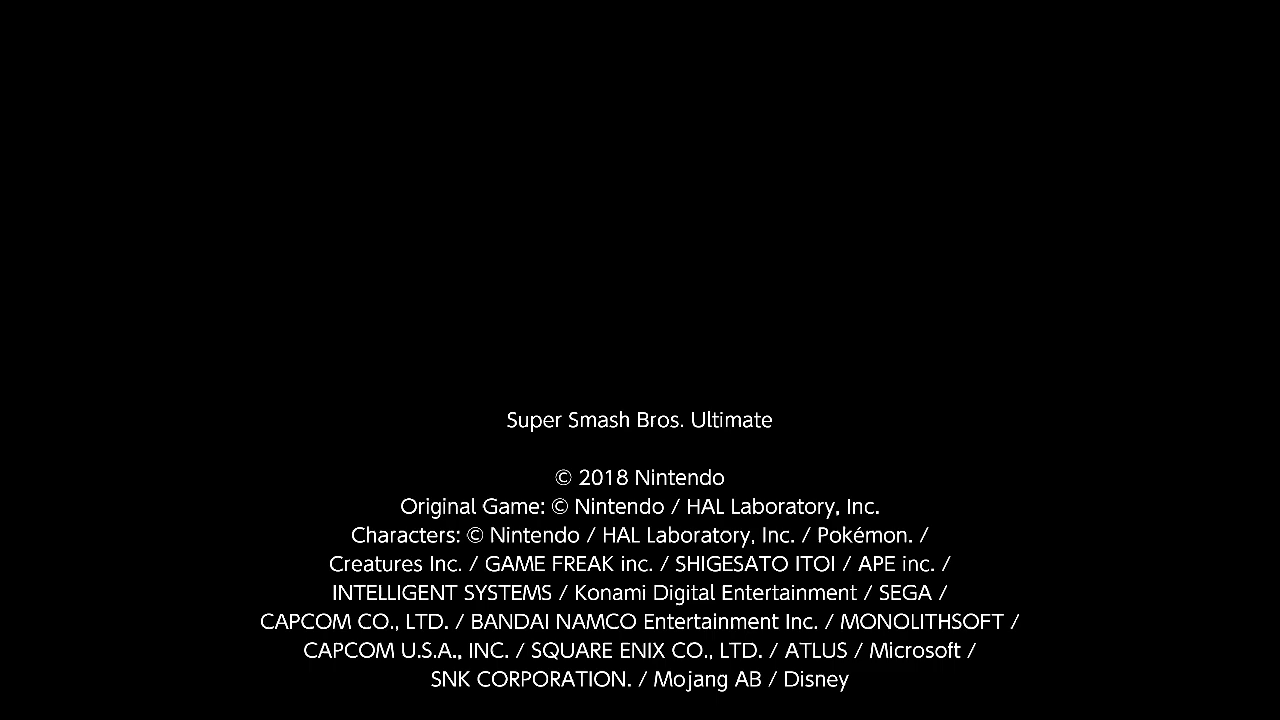 Super Smash Bros. Ultimate
© 2018 Nintendo
Original Game: © Nintendo / HAL Laboratory, Inc.
Characters: © Nintendo / HAL Laboratory, Inc. / Pokémon. /
Creatures Inc. / GAME FREAK inc. / SHIGESATO ITOI / APE inc. /
INTELLIGENT SYSTEMS / Konami Digital Entertainment / SEGA /
CAPCOM CO., LTD. / BANDAI NAMCO Entertainment Inc. / MONOLITHSOFT /
CAPCOM U.S.A., INC. / SQUARE ENIX CO., LTD. / ATLUS / Microsoft /
SNK CORPORATION. / Mojang AB / Disney